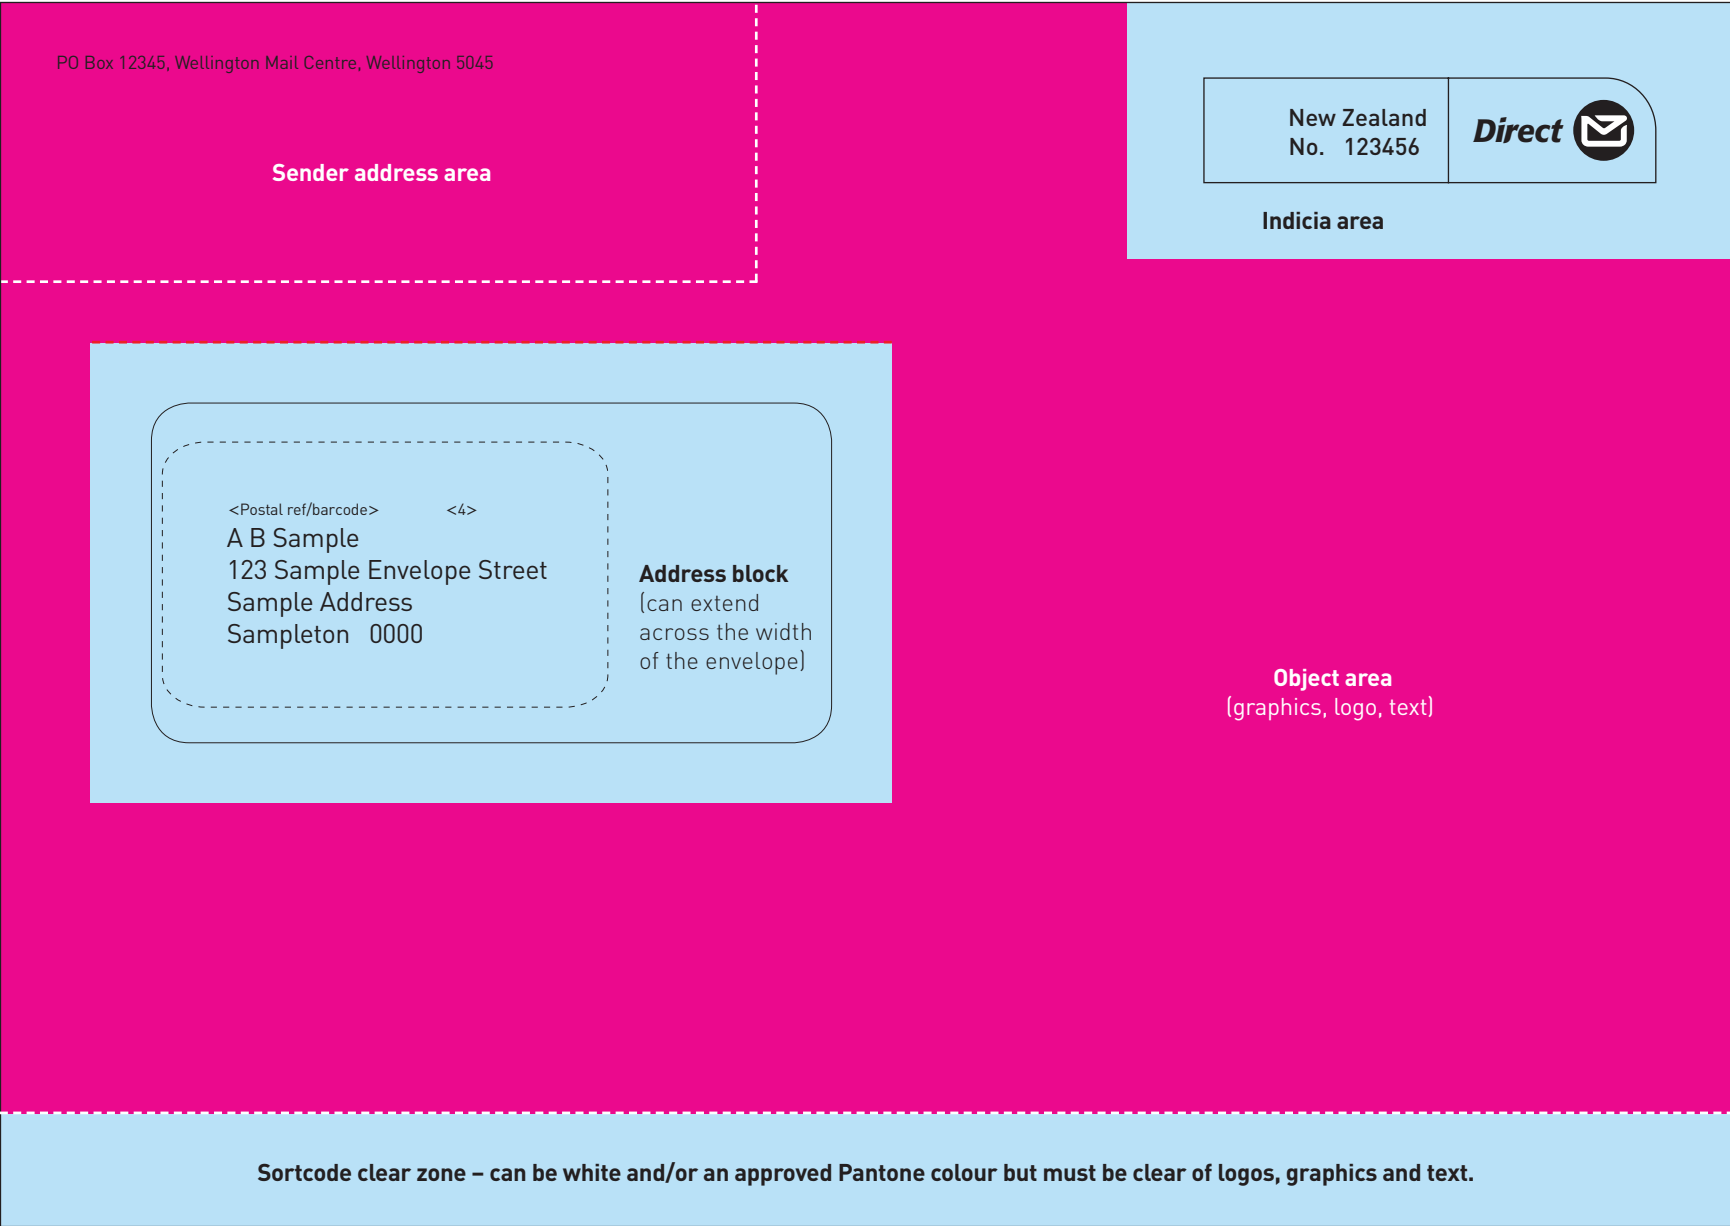 PO Box 12345, Wellington Mail Centre, Wellington 5045
Sender address area
New Zealand
No. 123456
Direct
Indicia area
<Postal ref/barcode> <4>
A B Sample
123 Sample Envelope Street
Sample Address
Sampleton 0000
Address block
(can extend
across the width
of the envelope)
Object area
(graphics, logo, text)
Sortcode clear zone – can be white and/or an approved Pantone colour but must be clear of logos, graphics and text.